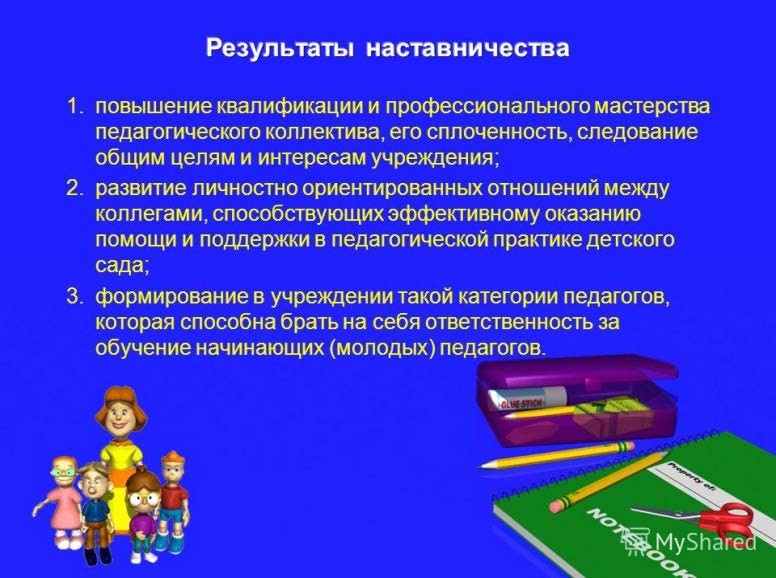 Результаты наставничества
1. повышение квалификации и профессионального мастерства
педагогического коллектива, его сплоченность, следование
общим целям и интересам учреждения;
2. развитие личностно ориентированных отношений между
коллегами, способствующих эффективному оказанию
помощи и поддержки в педагогической практике детского
сада;
3. формирование в учреждении такой категории педагогов,
которая способна брать на себя ответственность за
обучение начинающих (молодых) педагогов.
GLUE STICK
Property of:
NOTEBOOK
MyShared